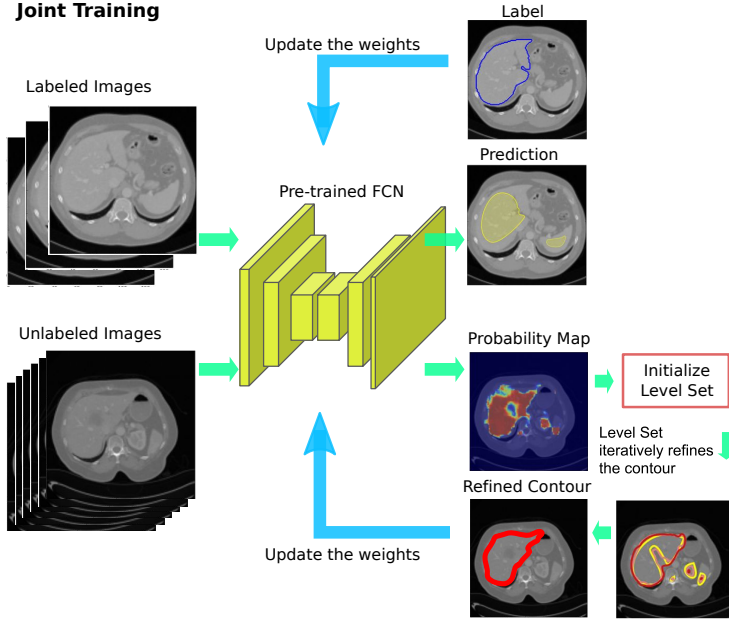 Joint Training
Label
Update the weights
Labeled Images
Prediction
Pre-trained FCN
Unlabeled Images
Probability Map
Initialize
Level Set
Level Set
iteratively refines
the contour
Refined Contour
Update the weights